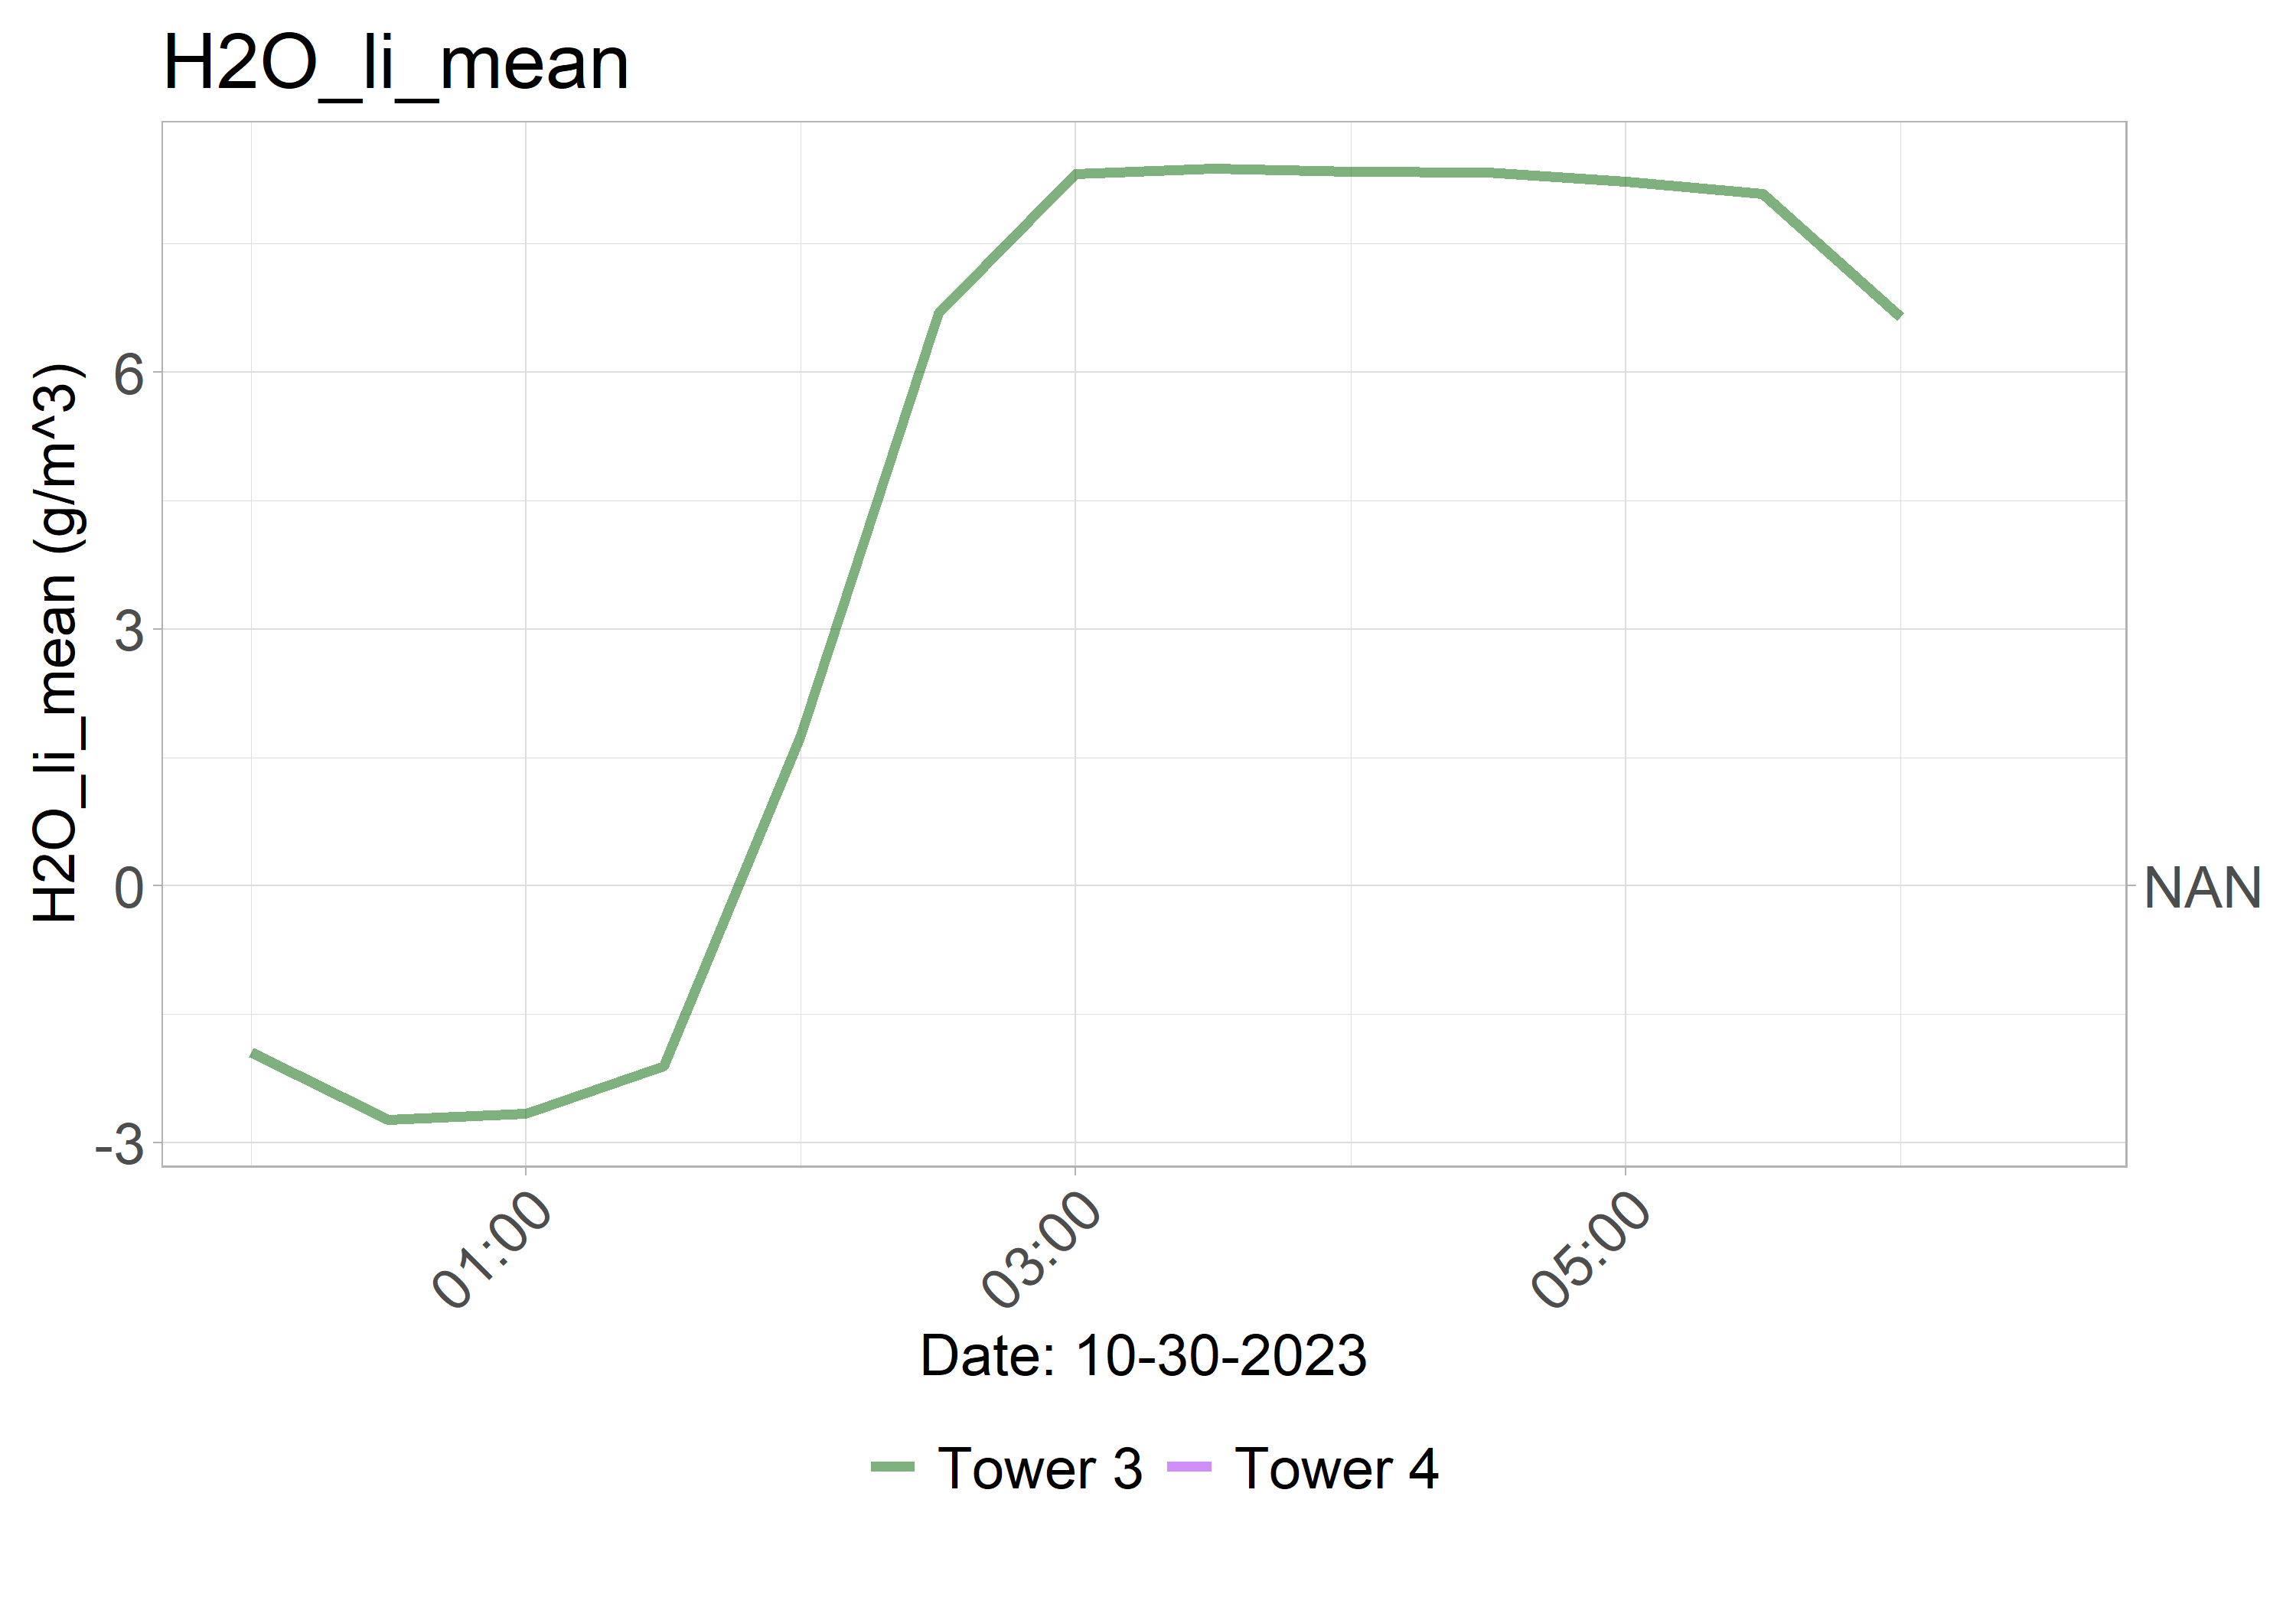 H2O_li_mean
H2O_li_mean (g/m^3)
6
3
0
-3
NAN
01:00
03:00
05:00
Date: 10-30-2023
Tower 3
Tower 4